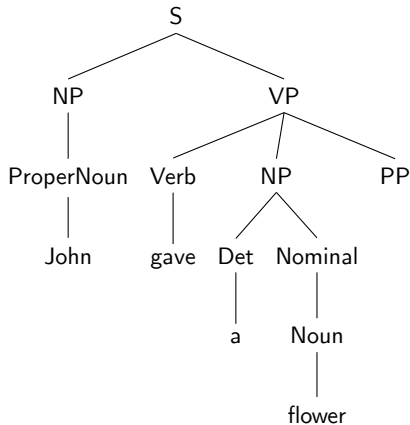 S
NP VP
ProperNoun Verb NP PP
John gave Det Nominal
a Noun
flower